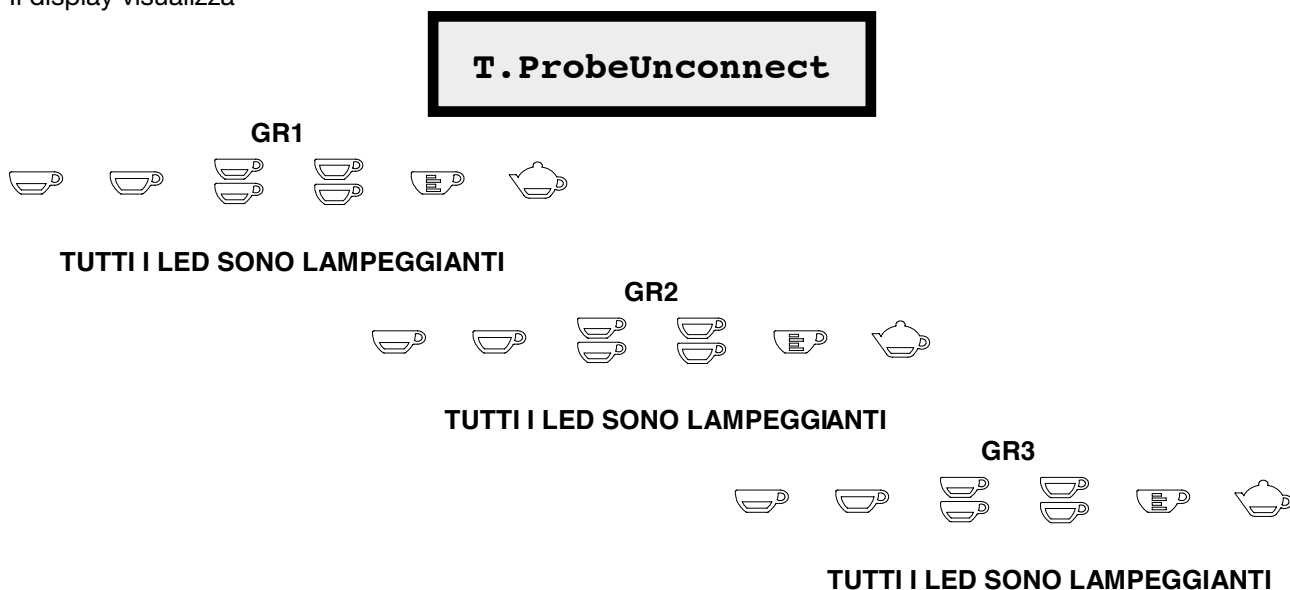 Il display visualizza
T.ProbeUnconnect
GR1
TUTTI I LED SONO LAMPEGGIANTI
GR2
TUTTI I LED SONO LAMPEGGIANTI
GR3
TUTTI I LED SONO LAMPEGGIANTI